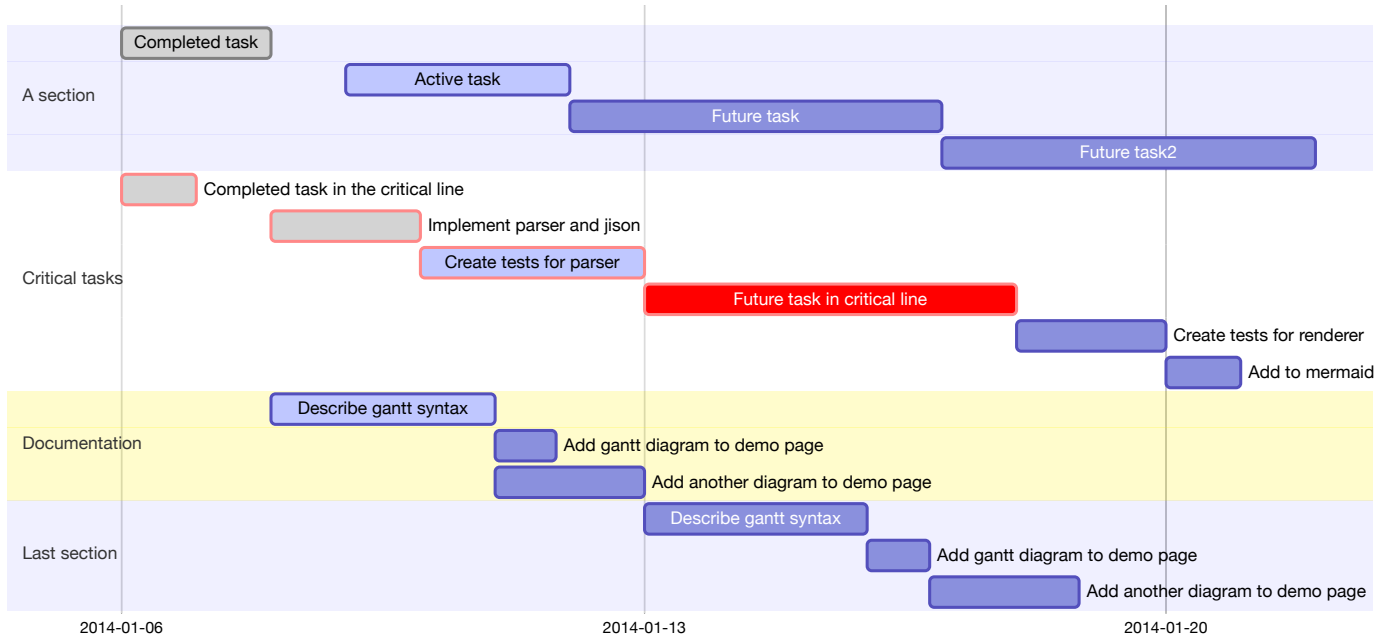 Completed task
Active task
A section
Future task
Future task2
Completed task in the critical line
Implement parser and jison
Create tests for parser
Critical tasks
Future task in critical line
Create tests for renderer
Add to mermaid
Describe gantt syntax
Documentation
Add gantt diagram to demo page
Add another diagram to demo page
Describe gantt syntax
Last section
Add gantt diagram to demo page
Add another diagram to demo page
2014-01-06
2014-01-13
2014-01-20